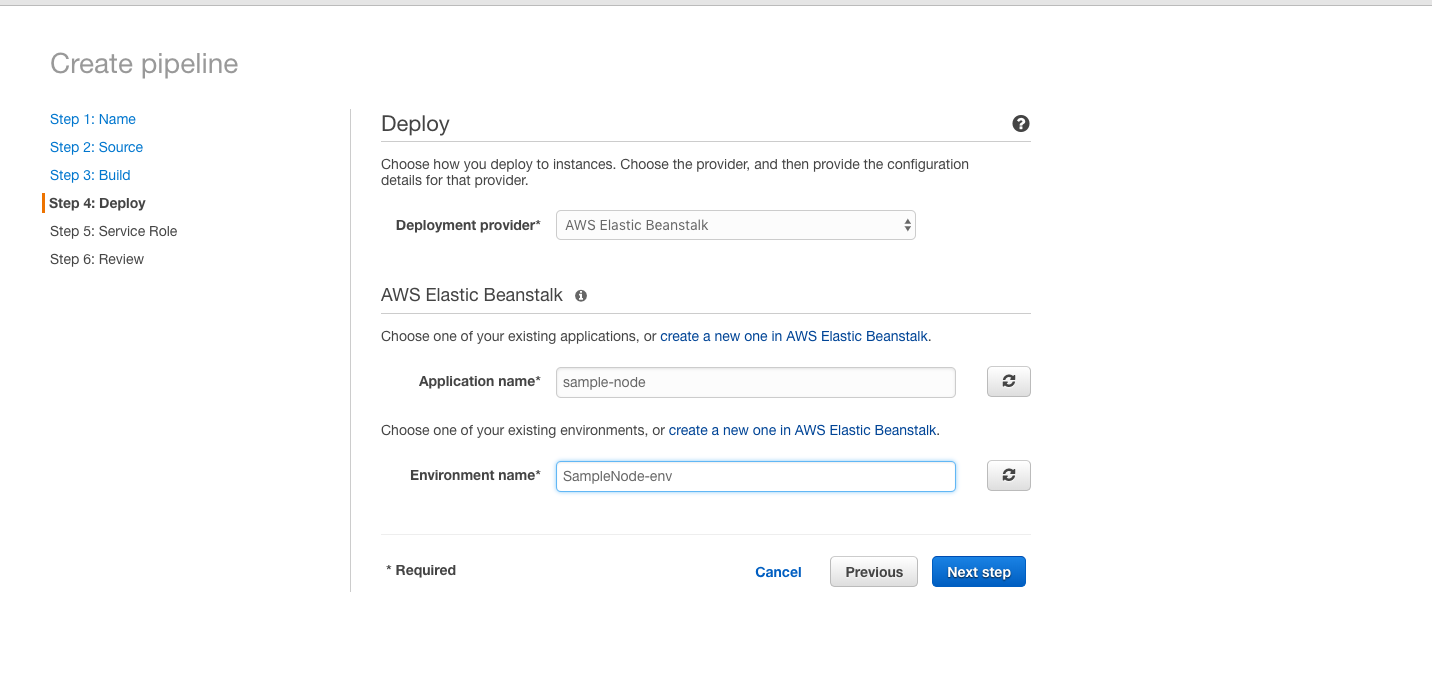 Create pipeline
Step 1: Name
Step 2: Source
Step 3: Build
Step 4: Deploy
Step 5: Service Role
Step 6: Review
Deploy
Choose how you deploy to instances. Choose the provider, and then provide the configuration
details for that provider.
Deployment provider* AWS Elastic Beanstalk
AWS Elastic Beanstalk
Choose one of your existing applications, or create a new one in AWS Elastic Beanstalk.
Application name* sample-node
Choose one of your existing environments, or create a new one in AWS Elastic Beanstalk.
Environment name* SampleNode-env
* Required Cancel Previous Next step